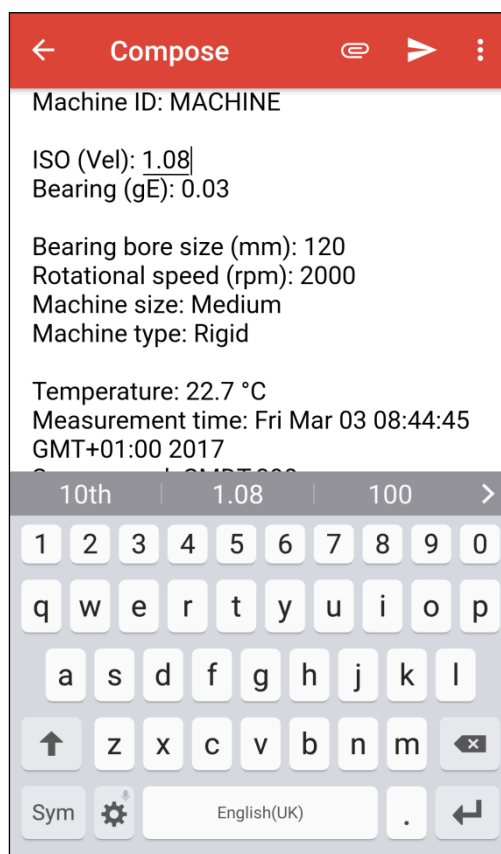 Compose
Machine ID: MACHINE
ISO (Vel): 1.08
Bearing (gE): 0.03
Bearing bore size (mm): 120
Rotational speed (rpm): 2000
Machine size: Medium
Machine type: Rigid
Temperature: 22.7 °C
Measurement time: Fri Mar 03 08:44:45
GMT+01:00 2017
10th 1.08 100
1 2 3 4 5 6 7 8 9 0
q w e r t y u i o p
a s d f g h j k l
z x c v b n m
Sym English(UK) .